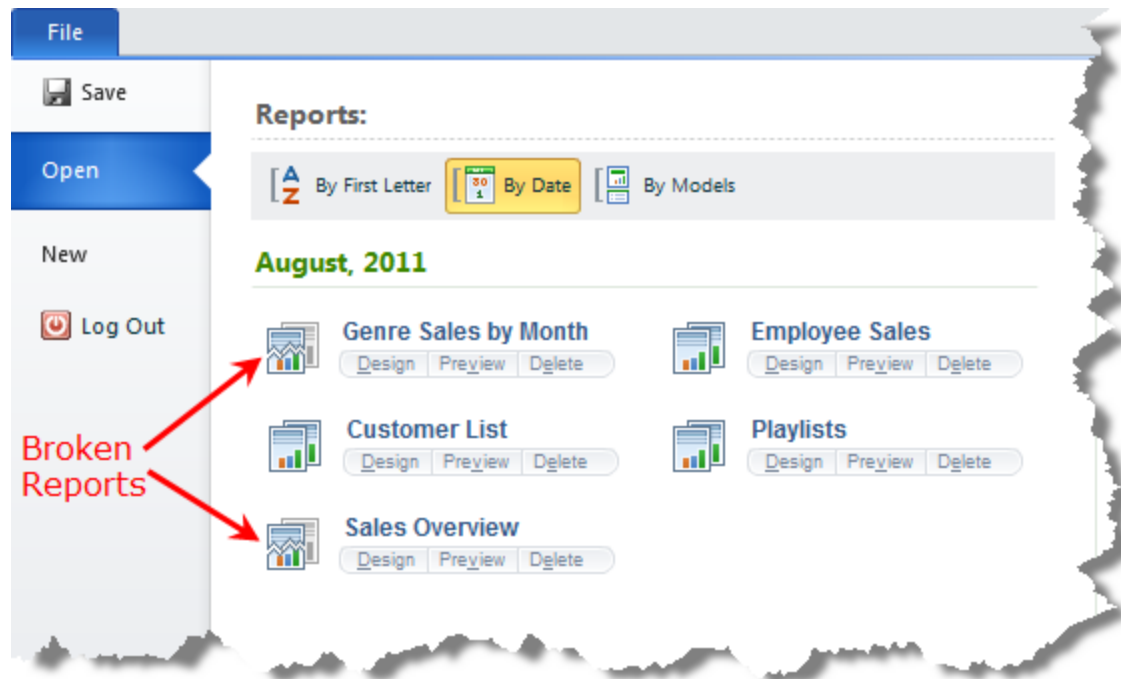 File
Save
Open
New
Log Out
Reports:
A
Z
By First Letter
30
1
By Date
By Models
August, 2011
Genre Sales by Month
Design Preview Delete
Employee Sales
Design Preview Delete
Customer List
Design Preview Delete
Playlists
Design Preview Delete
Sales Overview
Design Preview Delete
Broken
Reports